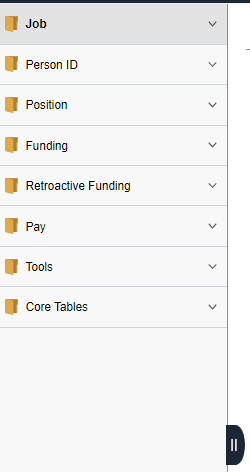 Job
Person ID
Position
Funding
Retroactive Funding
Pay
Tools
Core Tables